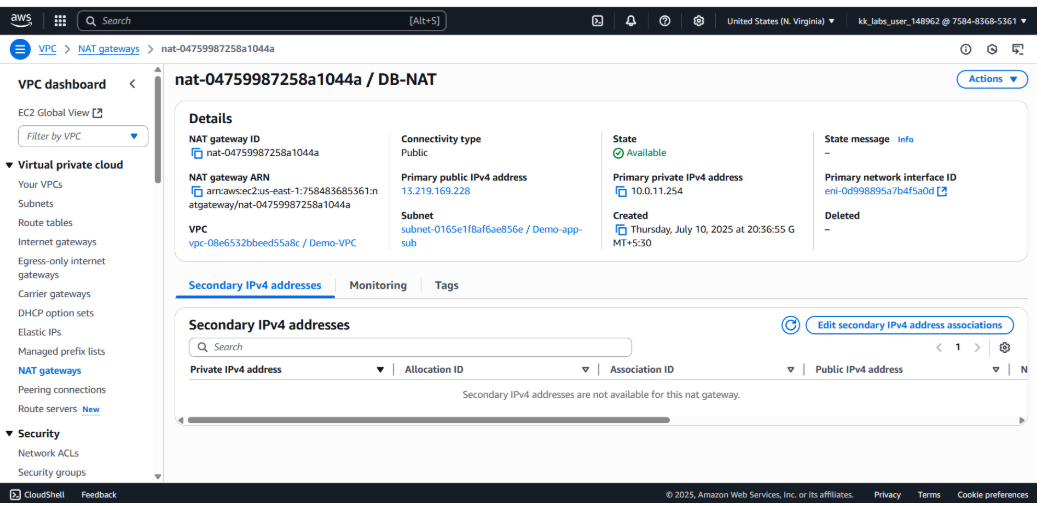 aws
Search
[Alt+S]
United States (N. Virginia)
kk_labs_user_148962 @ 7584-8368-5361
VPC > NAT gateways > nat-04759987258a1044a
VPC dashboard
EC2 Global View
Filter by VPC
Virtual private cloud
Your VPCs
Subnets
Route tables
Internet gateways
Egress-only internet
gateways
Carrier gateways
DHCP option sets
Elastic IPs
Managed prefix lists
NAT gateways
Peering connections
Route servers New
Security
Network ACLs
Security groups
nat-04759987258a1044a / DB-NAT
Actions
Details
NAT gateway ID
nat-04759987258a1044a
Connectivity type
Public
State
Available
State message Info
–
NAT gateway ARN
arn:aws:ec2:us-east-1:758483685361:n
atgateway/nat-04759987258a1044a
Primary public IPv4 address
13.219.169.228
Primary private IPv4 address
10.0.11.254
Primary network interface ID
eni-0d998895a7b4f5a0d
VPC
vpc-08e6532bbeed55a8c / Demo-VPC
Subnet
subnet-0165e1f8af6ae856e / Demo-app-
sub
Created
Thursday, July 10, 2025 at 20:36:55 G
MT+5:30
Deleted
–
Secondary IPv4 addresses
Monitoring
Tags
Secondary IPv4 addresses
Edit secondary IPv4 address associations
Search
1
Private IPv4 address
Allocation ID
Association ID
Public IPv4 address
N
Secondary IPv4 addresses are not available for this nat gateway.
CloudShell
Feedback
© 2025, Amazon Web Services, Inc. or its affiliates.
Privacy
Terms
Cookie preferences